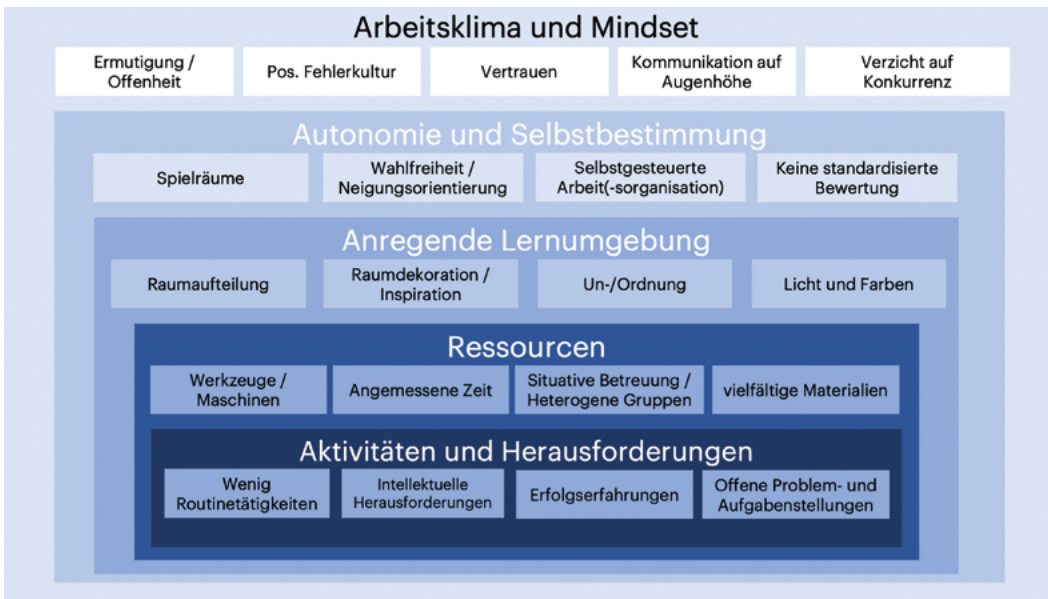 Arbeitsklima und Mindset
Ermutigung /
Offenheit
Pos. Fehlerkultur
Vertrauen
Kommunikation auf
Augenhöhe
Verzicht auf
Konkurrenz
Autonomie und Selbstbestimmung
Spielräume
Wahlfreiheit /
Neigungsorientierung
Selbstgesteuerte
Arbeit(-sorganisation)
Keine standardisierte
Bewertung
Anregende Lernumgebung
Raumaufteilung
Raumdekoration /
Inspiration
Un-/Ordnung
Licht und Farben
Ressourcen
Werkzeuge /
Maschinen
Angemessene Zeit
Situative Betreuung /
Heterogene Gruppen
vielfältige Materialien
Aktivitäten und Herausforderungen
Wenig
Routinetätigkeiten
Intellektuelle
Herausforderungen
Erfolgserfahrungen
Offene Problem- und
Aufgabenstellungen